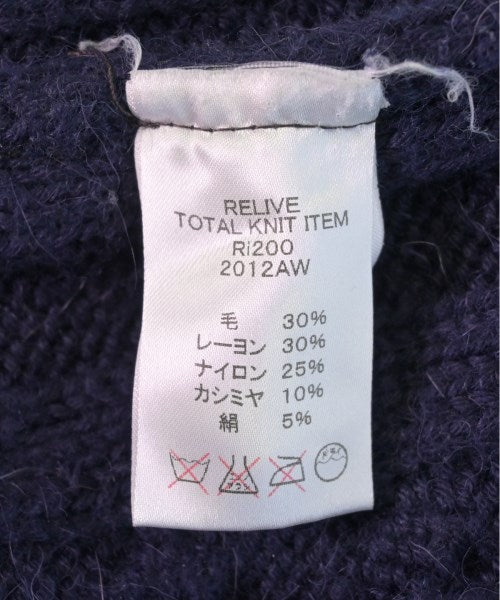 RELIVE
TOTAL KNIT ITEM
Ri200
2012AW
毛 30%
レーヨン 30%
ナイロン 25%
カシミヤ 10%
絹 5%